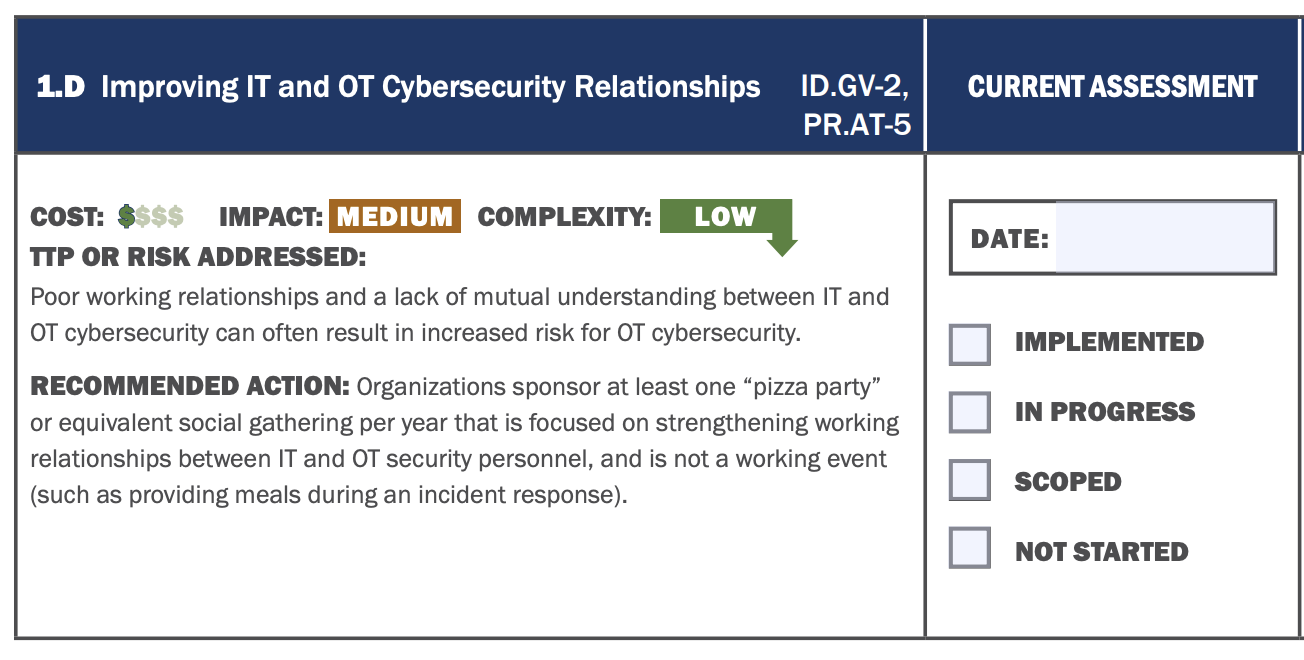 1.D Improving IT and OT Cybersecurity Relationships
ID.GV-2,
PR.AT-5
CURRENT ASSESSMENT
COST: $$$$ IMPACT: MEDIUM COMPLEXITY: LOW
TTP OR RISK ADDRESSED:
Poor working relationships and a lack of mutual understanding between IT and
OT cybersecurity can often result in increased risk for OT cybersecurity.
RECOMMENDED ACTION: Organizations sponsor at least one “pizza party”
or equivalent social gathering per year that is focused on strengthening working
relationships between IT and OT security personnel, and is not a working event
(such as providing meals during an incident response).
DATE:
IMPLEMENTED
IN PROGRESS
SCOPED
NOT STARTED